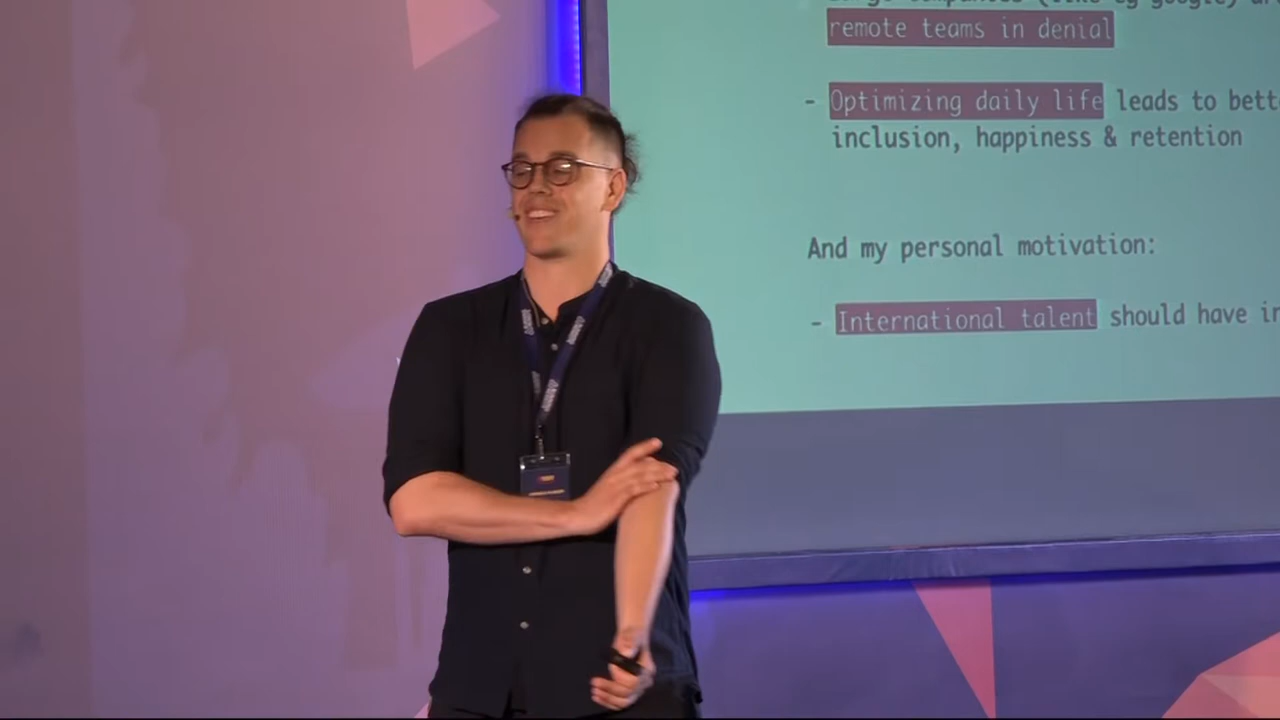 remote teams in denial
- Optimizing daily life leads to
inclusion, happiness & retention
And my personal motivation:
- International talent should have